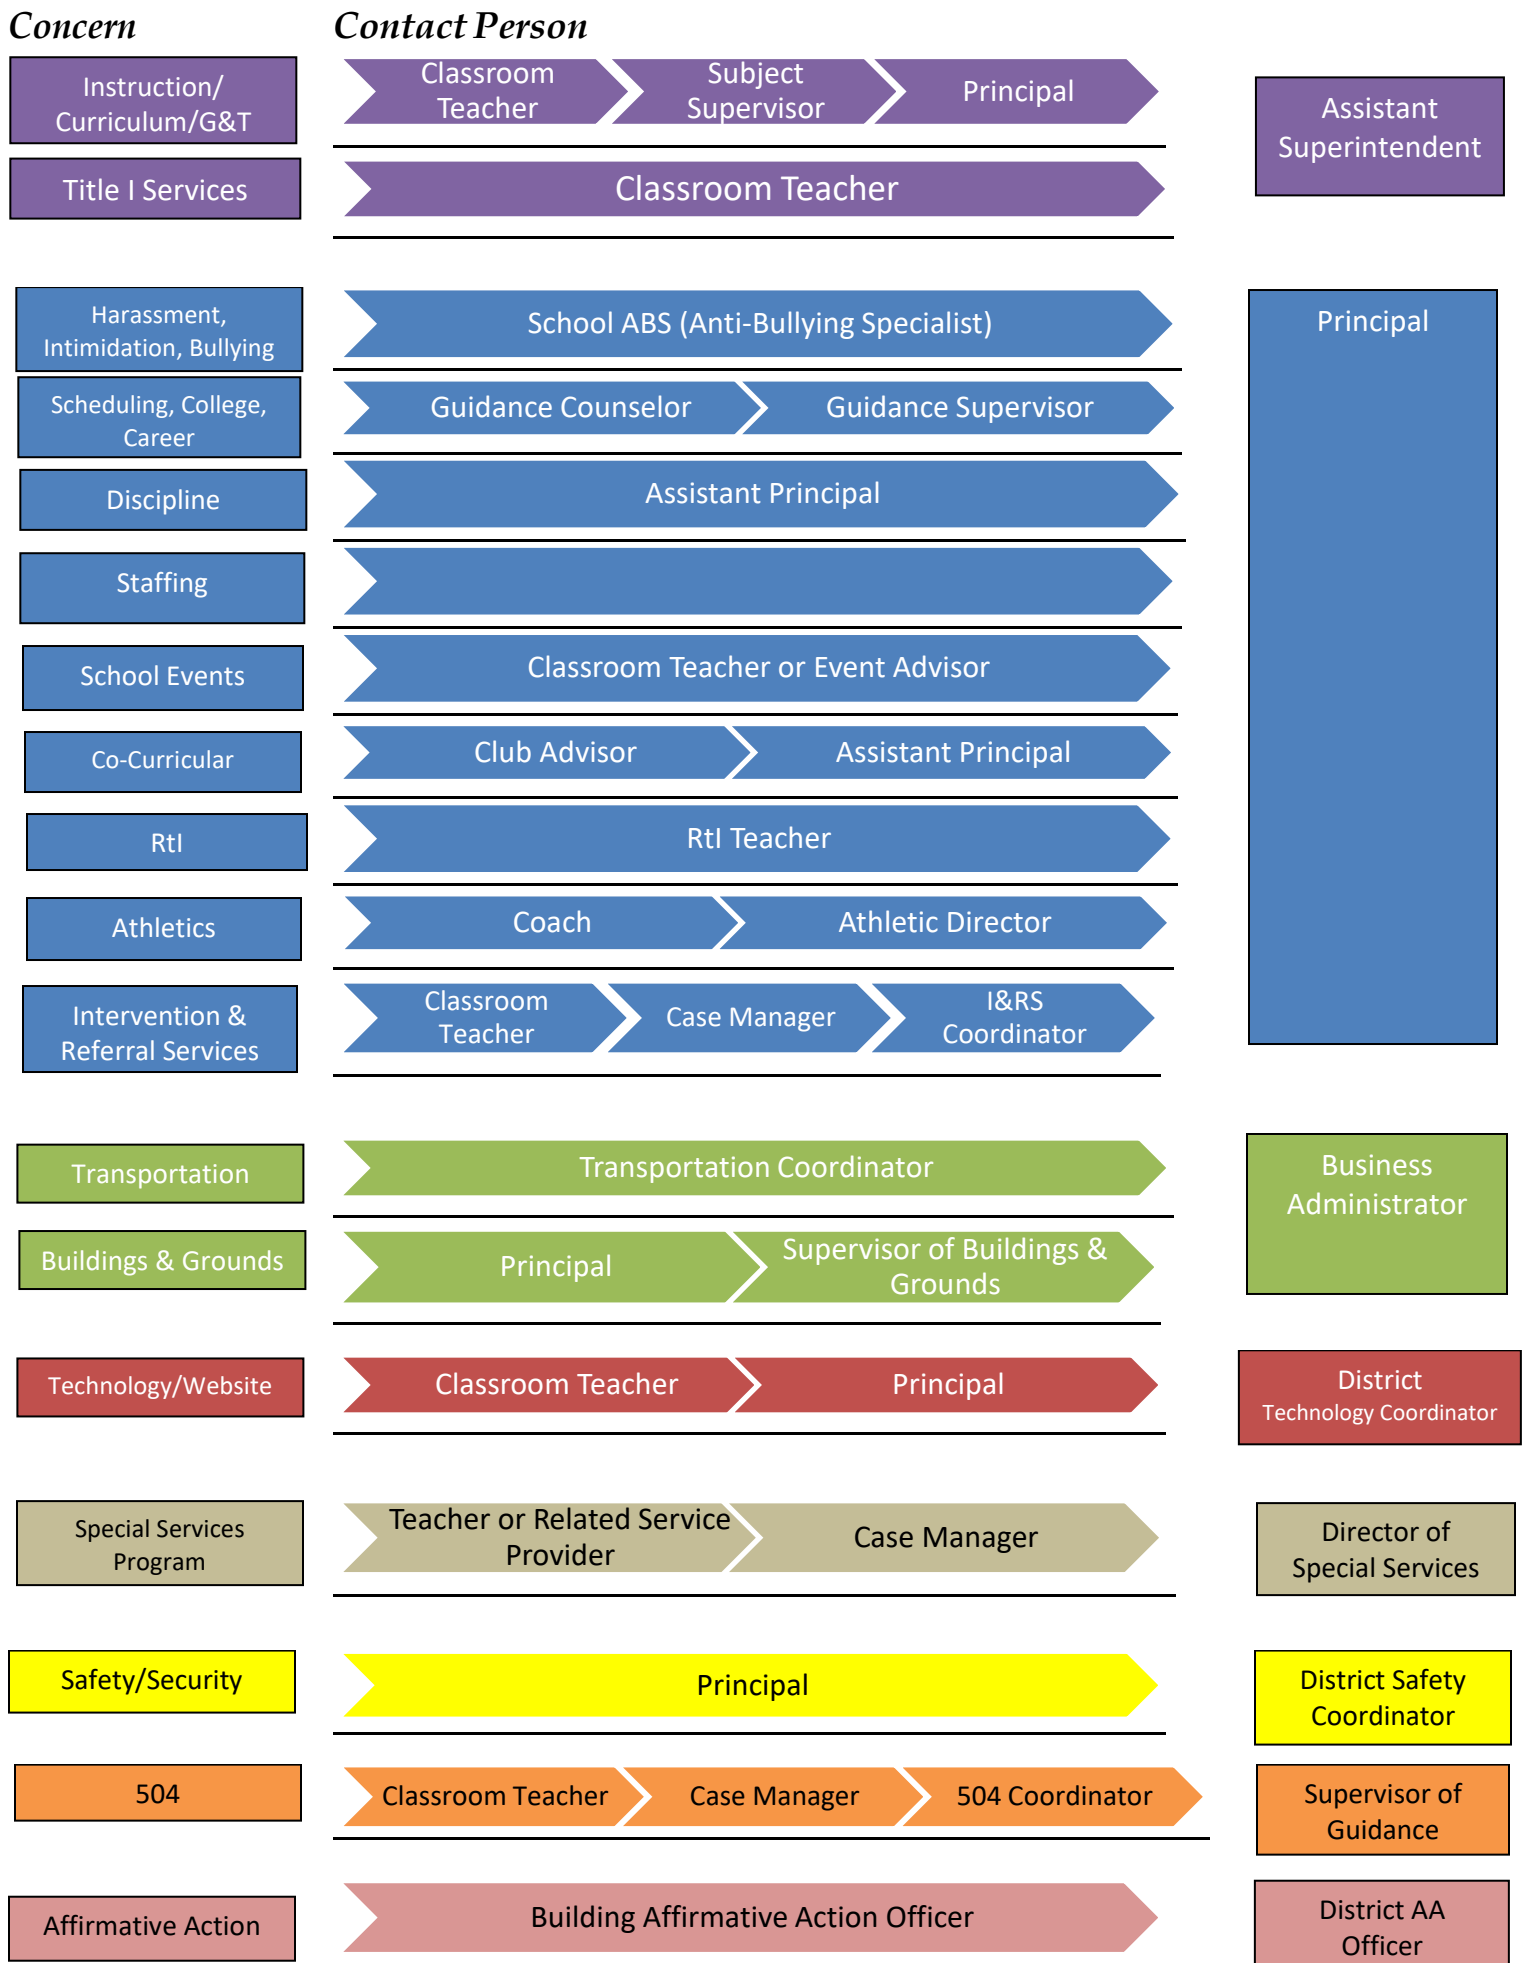 Concern
Contact Person
Instruction/
Curriculum/G&T
Classroom
Teacher
Subject
Supervisor
Principal
Assistant
Superintendent
Title I Services
Classroom Teacher
Harassment,
Intimidation, Bullying
School ABS (Anti-Bullying Specialist)
Principal
Scheduling, College,
Career
Guidance Counselor
Guidance Supervisor
Discipline
Assistant Principal
Staffing
School Events
Classroom Teacher or Event Advisor
Co-Curricular
Club Advisor
Assistant Principal
RtI
RtI Teacher
Athletics
Coach
Athletic Director
Intervention &
Referral Services
Classroom
Teacher
Case Manager
I&RS
Coordinator
Transportation
Transportation Coordinator
Business
Administrator
Buildings & Grounds
Principal
Supervisor of Buildings &
Grounds
Technology/Website
Classroom Teacher
Principal
District
Technology Coordinator
Special Services
Program
Teacher or Related Service
Provider
Case Manager
Director of
Special Services
Safety/Security
Principal
District Safety
Coordinator
504
Classroom Teacher
Case Manager
504 Coordinator
Supervisor of
Guidance
Affirmative Action
Building Affirmative Action Officer
District AA
Officer